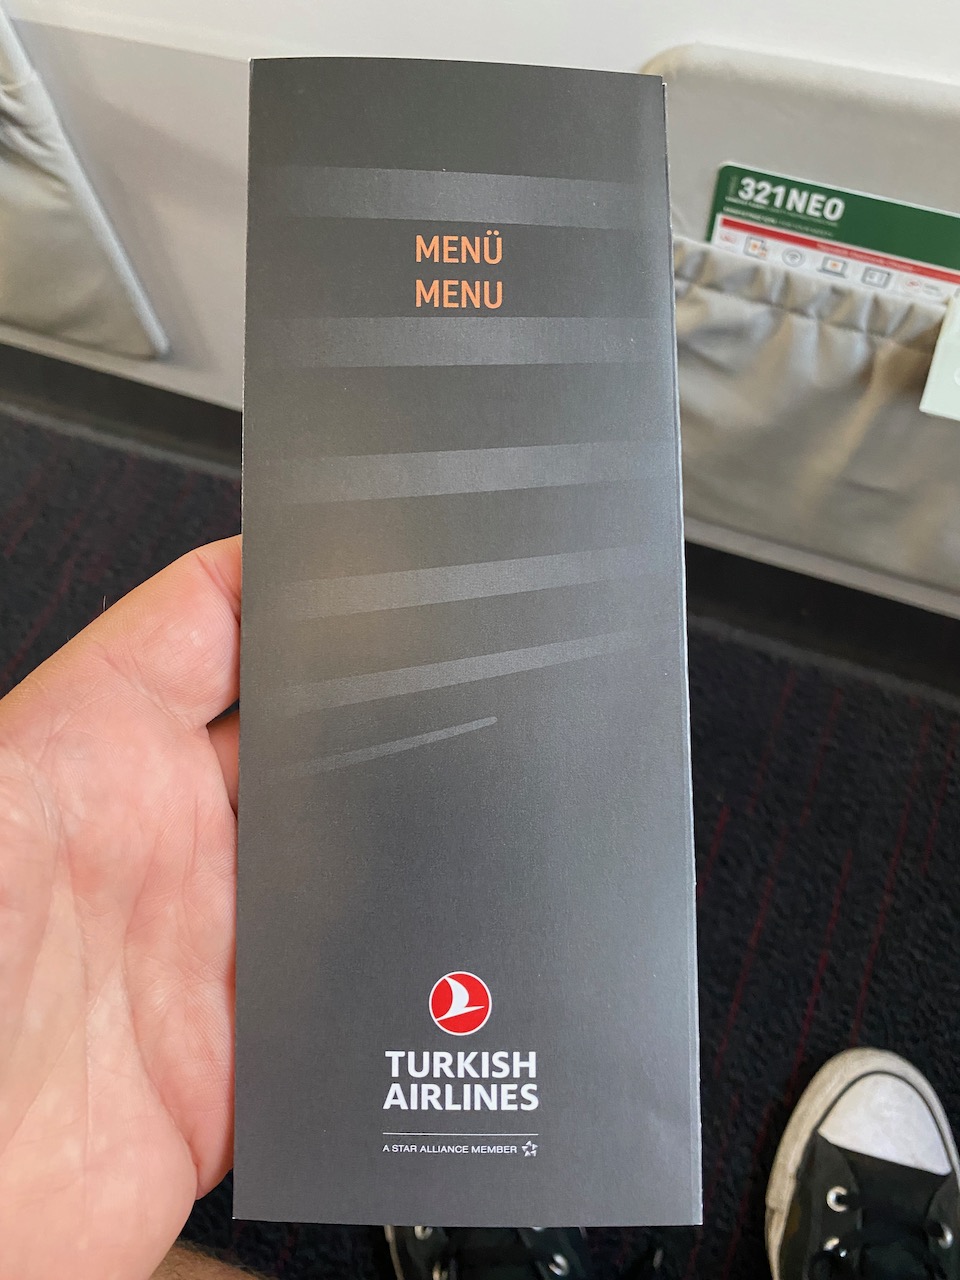 MENÜ
MENU
TURKISH
AIRLINES
A STAR ALLIANCE MEMBER
321NEO